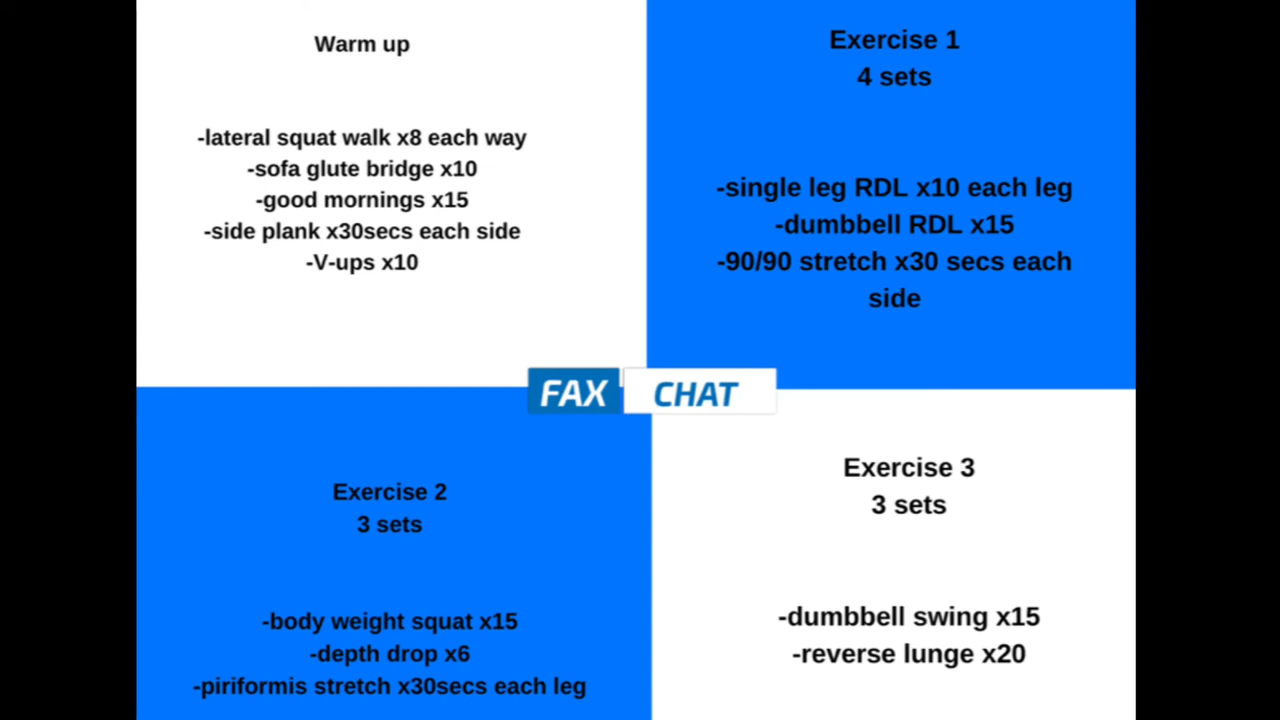 Warm up
-lateral squat walk x8 each way
-sofa glute bridge x10
-good mornings x15
-side plank x30secs each side
-V-ups x10
Exercise 1
4 sets
-single leg RDL x10 each leg
-dumbbell RDL x15
-90/90 stretch x30 secs each
side
FAX CHAT
Exercise 2
3 sets
-body weight squat x15
-depth drop x6
-piriformis stretch x30secs each leg
Exercise 3
3 sets
-dumbbell swing x15
-reverse lunge x20